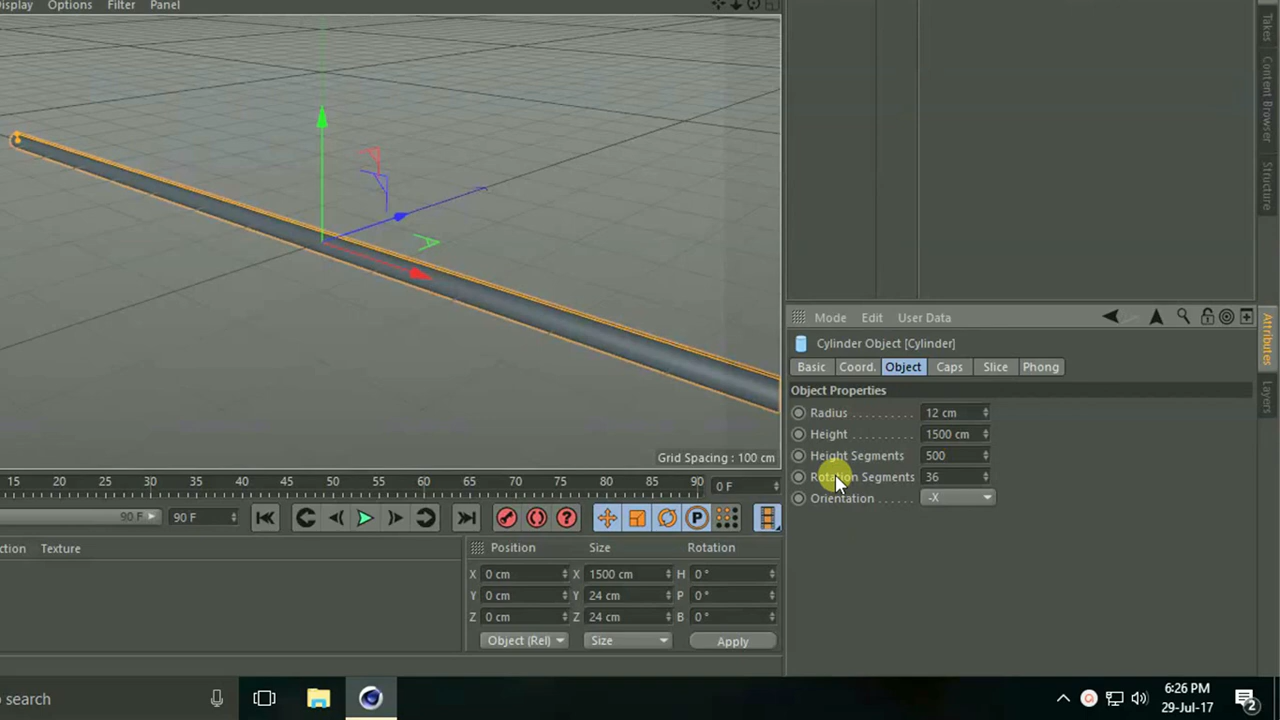 isplay Options Filter Panel
Takes
Content Browser
Structure
Grid Spacing : 100 cm
Mode Edit User Data
Attributes
Layers
Cylinder Object [Cylinder]
Basic Coord. Object Caps Slice Phong
Object Properties
Radius . . . . . . . . . 12 cm
Height . . . . . . . . . 1500 cm
Height Segments 500
Rotation Segments 36
Orientation . . . . . -X
15 20 25 30 35 40 45 50 55 60 65 70 75 80 85 90 0 F
90 F 90 F
P
ction Texture
Position Size Rotation
X 0 cm X 1500 cm H 0 °
Y 0 cm Y 24 cm P 0 °
Z 0 cm Z 24 cm B 0 °
Object (Rel) Size Apply
o search
6:26 PM
29-Jul-17
2